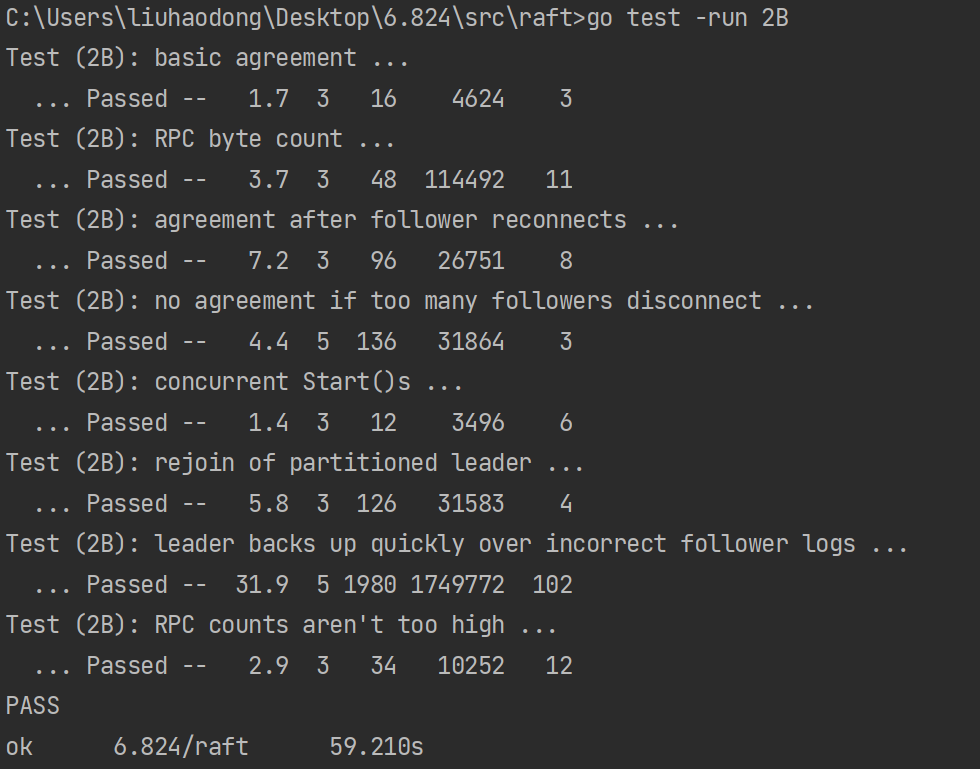 C:\Users\liuhaodong\Desktop\6.824\src\raft>go test -run 2B
Test (2B): basic agreement ...
  ... Passed --   1.7  3   16    4624    3
Test (2B): RPC byte count ...
  ... Passed --   3.7  3   48  114492   11
Test (2B): agreement after follower reconnects ...
  ... Passed --   7.2  3   96   26751    8
Test (2B): no agreement if too many followers disconnect ...
  ... Passed --   4.4  5  136   31864    3
Test (2B): concurrent Start()s ...
  ... Passed --   1.4  3   12    3496    6
Test (2B): rejoin of partitioned leader ...
  ... Passed --   5.8  3  126   31583    4
Test (2B): leader backs up quickly over incorrect follower logs ...
  ... Passed --  31.9  5 1980 1749772  102
Test (2B): RPC counts aren't too high ...
  ... Passed --   2.9  3   34   10252   12
PASS
ok      6.824/raft      59.210s